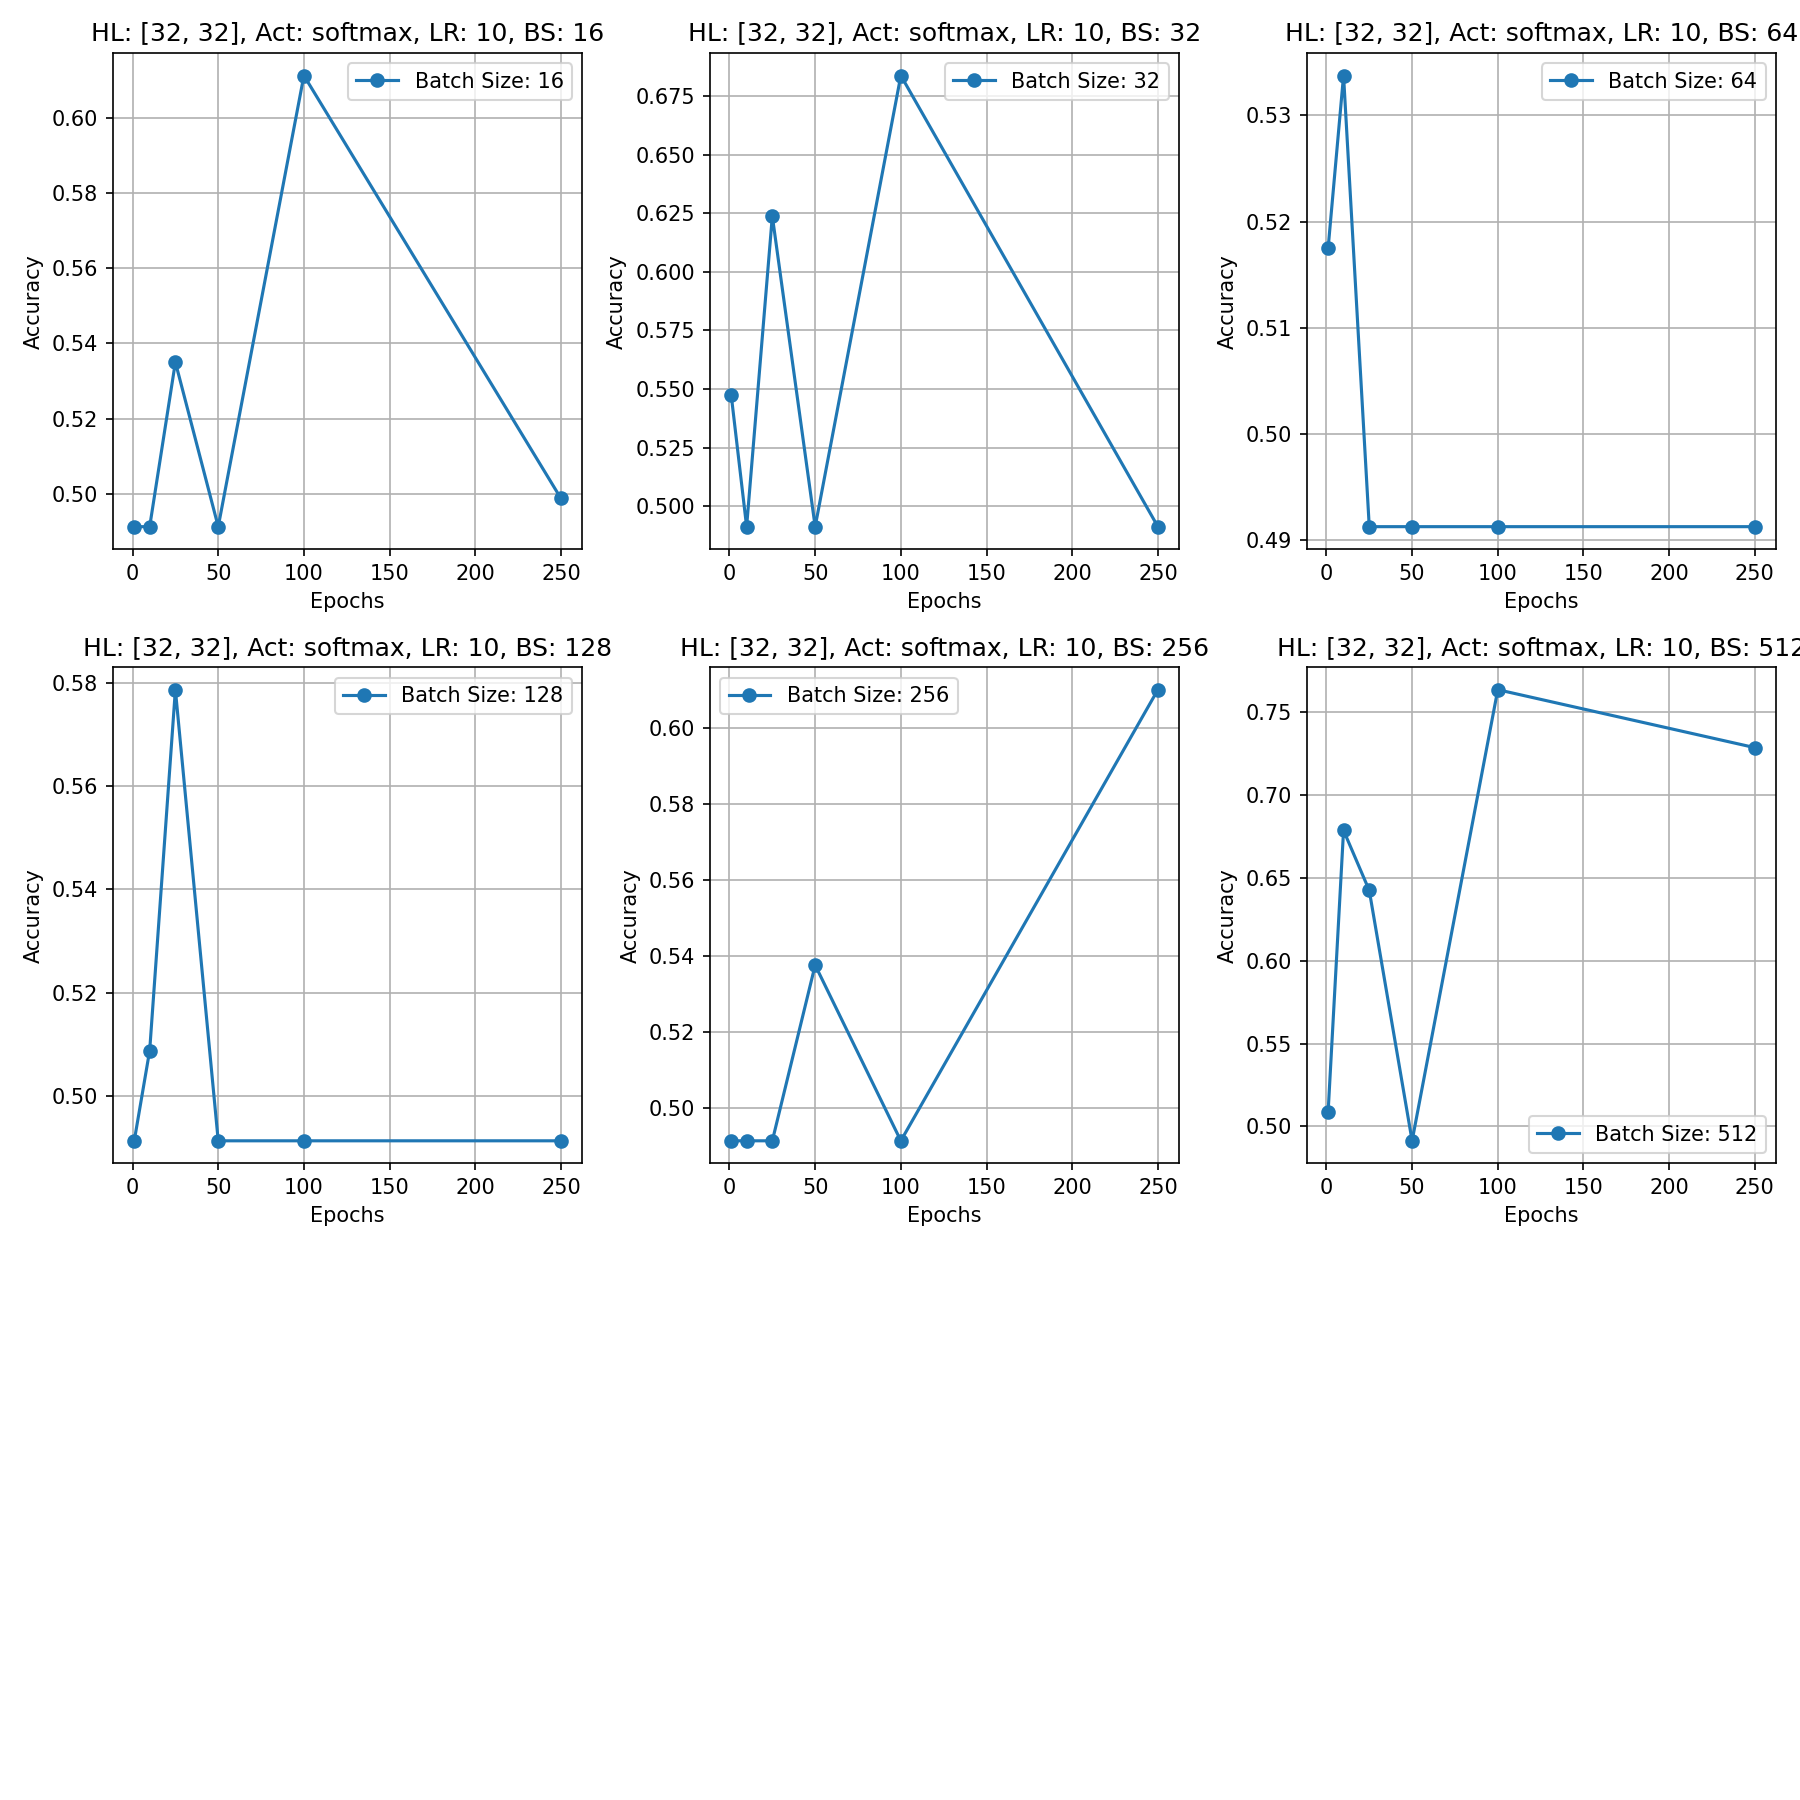 HL: [32, 32], Act: softmax, LR: 10, BS: 16
Batch Size: 16
0.60
0.58
0.56
0.54
0.52
0.50
Accuracy
0 50 100 150 200 250
Epochs
HL: [32, 32], Act: softmax, LR: 10, BS: 32
Batch Size: 32
0.675
0.650
0.625
0.600
0.575
0.550
0.525
0.500
Accuracy
0 50 100 150 200 250
Epochs
HL: [32, 32], Act: softmax, LR: 10, BS: 64
Batch Size: 64
0.53
0.52
0.51
0.50
0.49
Accuracy
0 50 100 150 200 250
Epochs
HL: [32, 32], Act: softmax, LR: 10, BS: 128
Batch Size: 128
0.58
0.56
0.54
0.52
0.50
Accuracy
0 50 100 150 200 250
Epochs
HL: [32, 32], Act: softmax, LR: 10, BS: 256
Batch Size: 256
0.60
0.58
0.56
0.54
0.52
0.50
Accuracy
0 50 100 150 200 250
Epochs
HL: [32, 32], Act: softmax, LR: 10, BS: 512
0.75
0.70
0.65
0.60
0.55
0.50
Accuracy
Batch Size: 512
0 50 100 150 200 250
Epochs